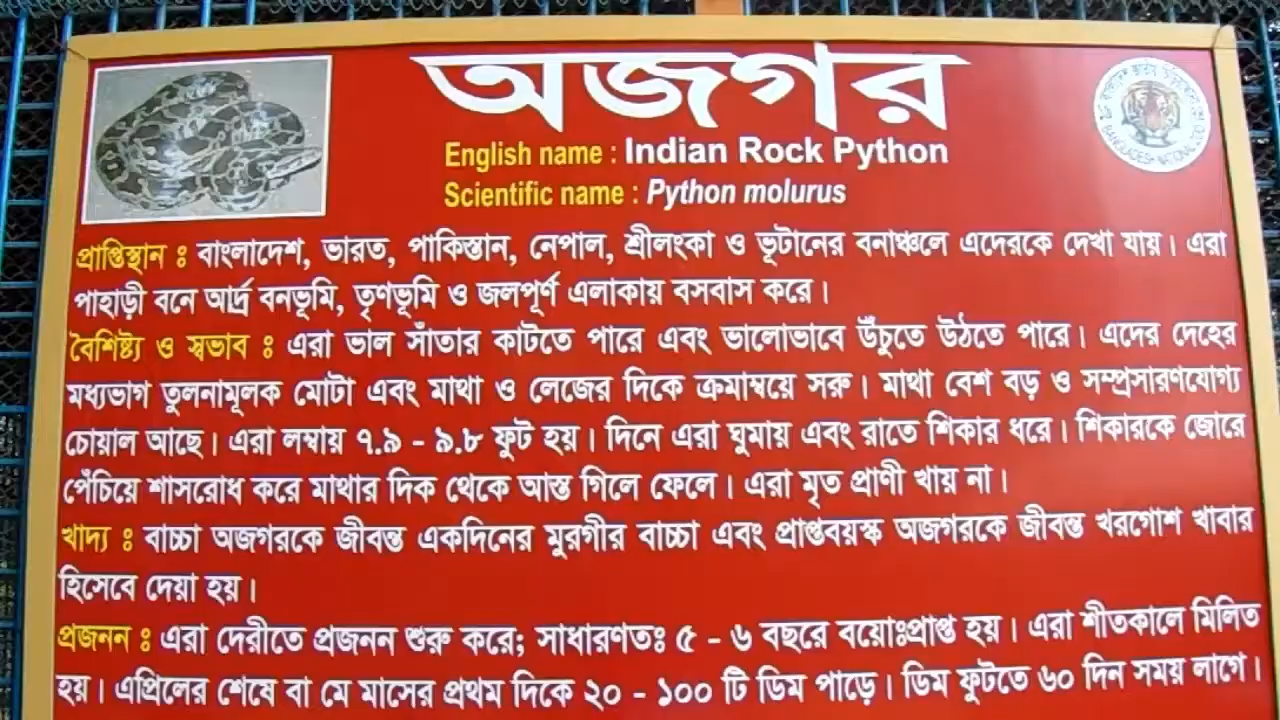 অজগর
English name : Indian Rock Python
Scientific name : Python molurus
প্রাপ্তিস্থান ঃ বাংলাদেশ, ভারত, পাকিস্তান, নেপাল, শ্রীলংকা ও ভূটানের বনাঞ্চলে এদেরকে দেখা যায়। এরা
পাহাড়ী বনে আর্দ্র বনভূমি, তৃণভূমি ও জলপূর্ণ এলাকায় বসবাস করে।
বৈশিষ্ট্য ও স্বভাব ঃ এরা ভাল সাঁতার কাটতে পারে এবং ভালোভাবে উঁচুতে উঠতে পারে। এদের দেহের
মধ্যভাগ তুলনামূলক মোটা এবং মাথা ও লেজের দিকে ক্রমাম্বয়ে সরু। মাথা বেশ বড় ও সম্প্রসারণযোগ্য
চোয়াল আছে। এরা লম্বায় ৭.৯ - ৯.৮ ফুট হয়। দিনে এরা ঘুমায় এবং রাতে শিকার ধরে। শিকারকে জোরে
পেঁচিয়ে শাসরোধ করে মাথার দিক থেকে আস্ত গিলে ফেলে। এরা মৃত প্রাণী খায় না।
খাদ্য ঃ বাচ্চা অজগরকে জীবন্ত একদিনের মুরগীর বাচ্চা এবং প্রাপ্তবয়স্ক অজগরকে জীবন্ত খরগোশ খাবার
হিসেবে দেয়া হয়।
প্রজনন ঃ এরা দেরীতে প্রজনন শুরু করে; সাধারণতঃ ৫ - ৬ বছরে বয়োঃপ্রাপ্ত হয়। এরা শীতকালে মিলিত
হয়। এপ্রিলের শেষে বা মে মাসের প্রথম দিকে ২০ - ১০০ টি ডিম পাড়ে। ডিম ফুটতে ৬০ দিন সময় লাগে।
BANGLADESH NATIONAL ZOO